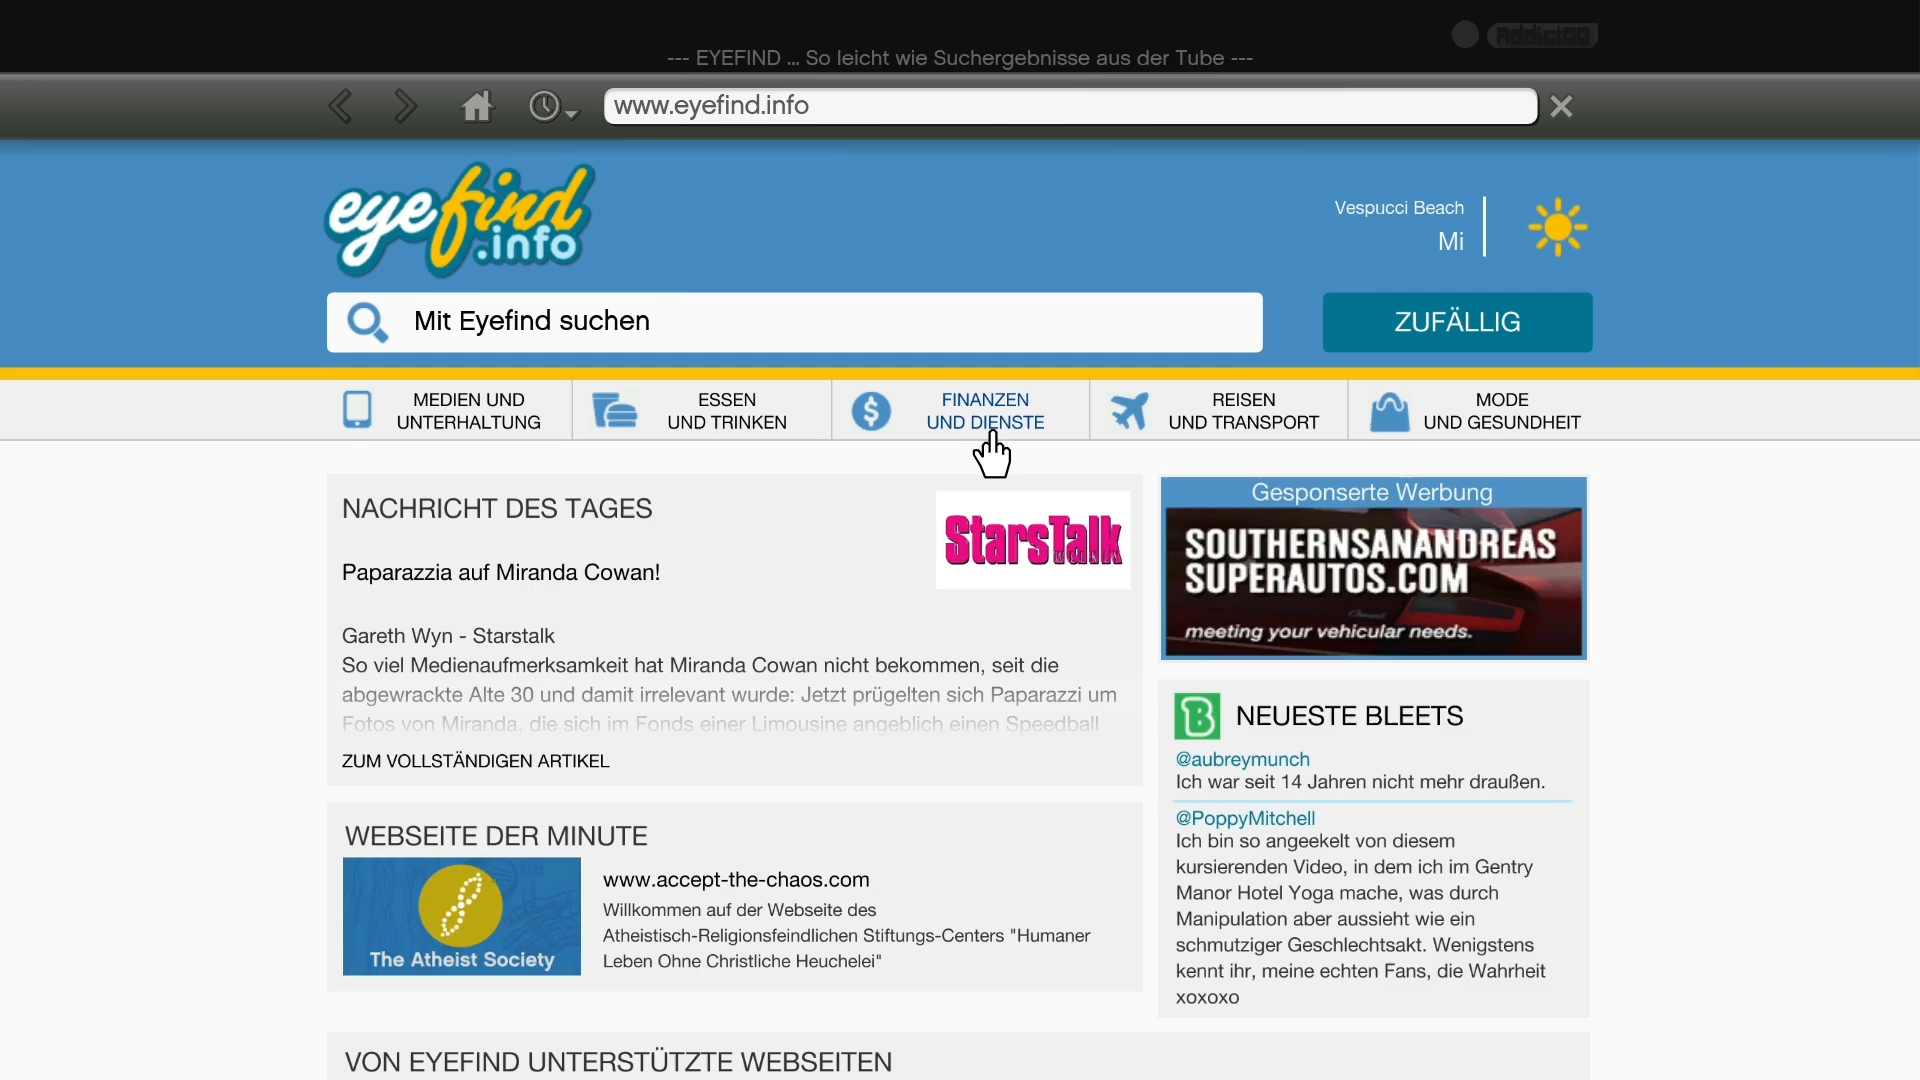 --- EYEFIND ... So leicht wie Suchergebnisse aus der Tube ---
www.eyefind.info
eyefind
.info
Vespucci Beach
Mi
Mit Eyefind suchen
ZUFÄLLIG
MEDIEN UND
UNTERHALTUNG
ESSEN
UND TRINKEN
FINANZEN
UND DIENSTE
REISEN
UND TRANSPORT
MODE
UND GESUNDHEIT
NACHRICHT DES TAGES
StarsTalk
Paparazzia auf Miranda Cowan!
Gareth Wyn - Starstalk
So viel Medienaufmerksamkeit hat Miranda Cowan nicht bekommen, seit die
abgewrackte Alte 30 und damit irrelevant wurde: Jetzt prügelten sich Paparazzi um
Fotos von Miranda, die sich im Fonds einer Limousine angeblich einen Speedball
ZUM VOLLSTÄNDIGEN ARTIKEL
WEBSEITE DER MINUTE
The Atheist Society
www.accept-the-chaos.com
Willkommen auf der Webseite des
Atheistisch-Religionsfeindlichen Stiftungs-Centers "Humaner
Leben Ohne Christliche Heuchelei"
VON EYEFIND UNTERSTÜTZTE WEBSEITEN
Gesponserte Werbung
SOUTHERNSANANDREAS
SUPERAUTOS.COM
meeting your vehicular needs.
B
NEUESTE BLEETS
@aubreymunch
Ich war seit 14 Jahren nicht mehr draußen.
@PoppyMitchell
Ich bin so angeekelt von diesem
kursierenden Video, in dem ich im Gentry
Manor Hotel Yoga mache, was durch
Manipulation aber aussieht wie ein
schmutziger Geschlechtsakt. Wenigstens
kennt ihr, meine echten Fans, die Wahrheit
xoxoxo